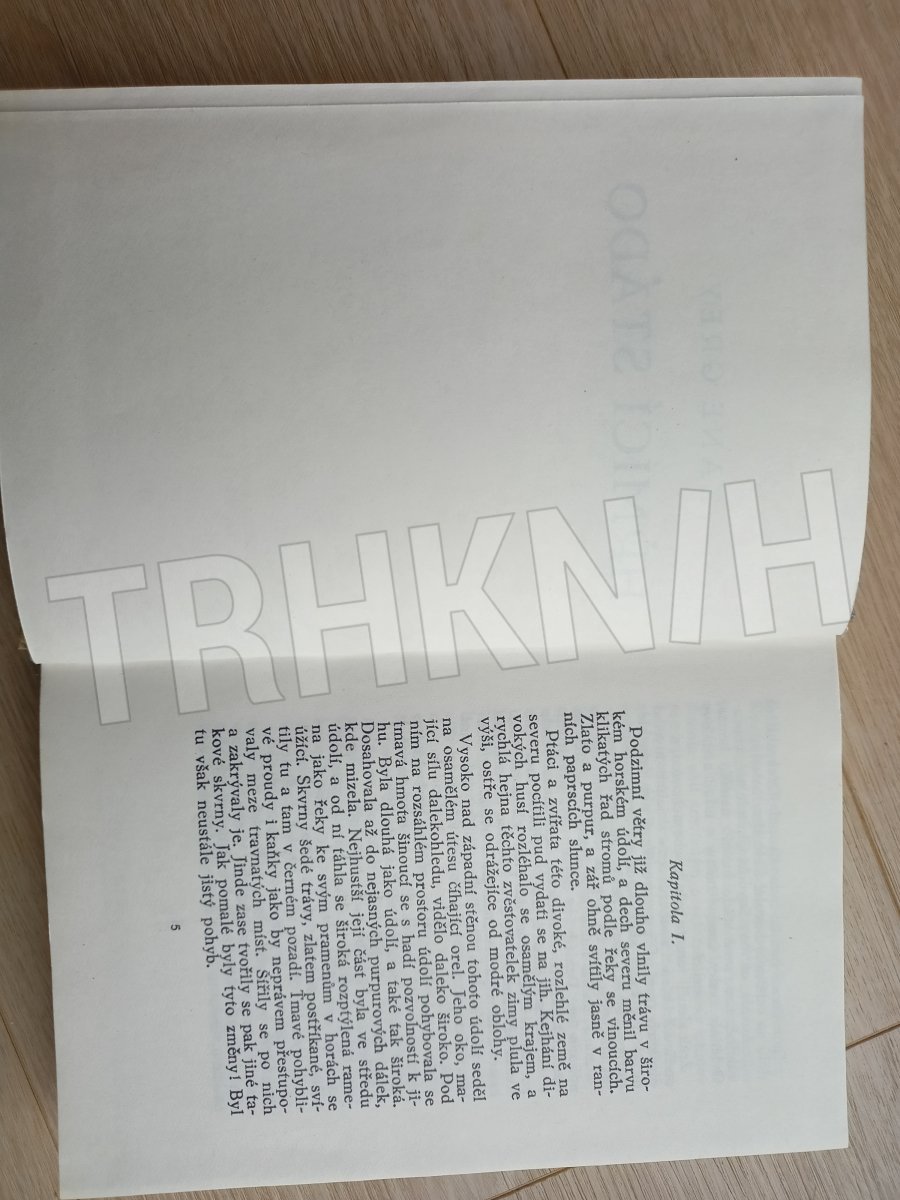 TRHKNIH
Kapitola I.
Podzimní větry již dlouho vlnily trávu v širo-
kém horském údolí, a dech severu měnil barvu
klikatých řad stromů podle řeky se vinoucích.
Zlato a purpur, a zář ohně svítily jasně v ran-
ních paprscích slunce.
Ptáci a zvířata této divoké, rozlehlé země na
severu pocítili pud vydati se na jih. Kejhání di-
vokých husí rozléhalo se osamělým krajem, a
rychlá hejna těchto zvěstovatelek zimy plula ve
výši, ostře se odrážejíce od modré oblohy.
Vysoko nad západní stěnou tohoto údolí seděl
na osamělém útesu číhající orel. Jeho oko, ma-
jící sílu dalekohledu, vidělo daleko široko. Pod
ním na rozsáhlém prostoru údolí pohybovala se
tmavá hmota šinoucí se s hadí pozvolností k ji-
hu. Byla dlouhá jako údolí, a také tak široká.
Dosahovala až do nejasných purpurových dálek,
kde mizela. Nejhustší její část byla ve středu
údolí, a od ní táhla se široká rozptýlená rame-
na jako řeky ke svým pramenům v horách se
úžící. Skvrny šedé trávy, zlatem postříkané, sví-
tily tu a tam v černém pozadí. Tmavé pohybli-
vé proudy i kaňky jako by neprávem přestupo-
valy meze travnatých míst. Šířily se po nich
a zakrývaly je. Jinde zase tvořily se pak jiné ta-
kové skvrny. Jak pomalé byly tyto změny! Byl
tu však neustále jistý pohyb.
5